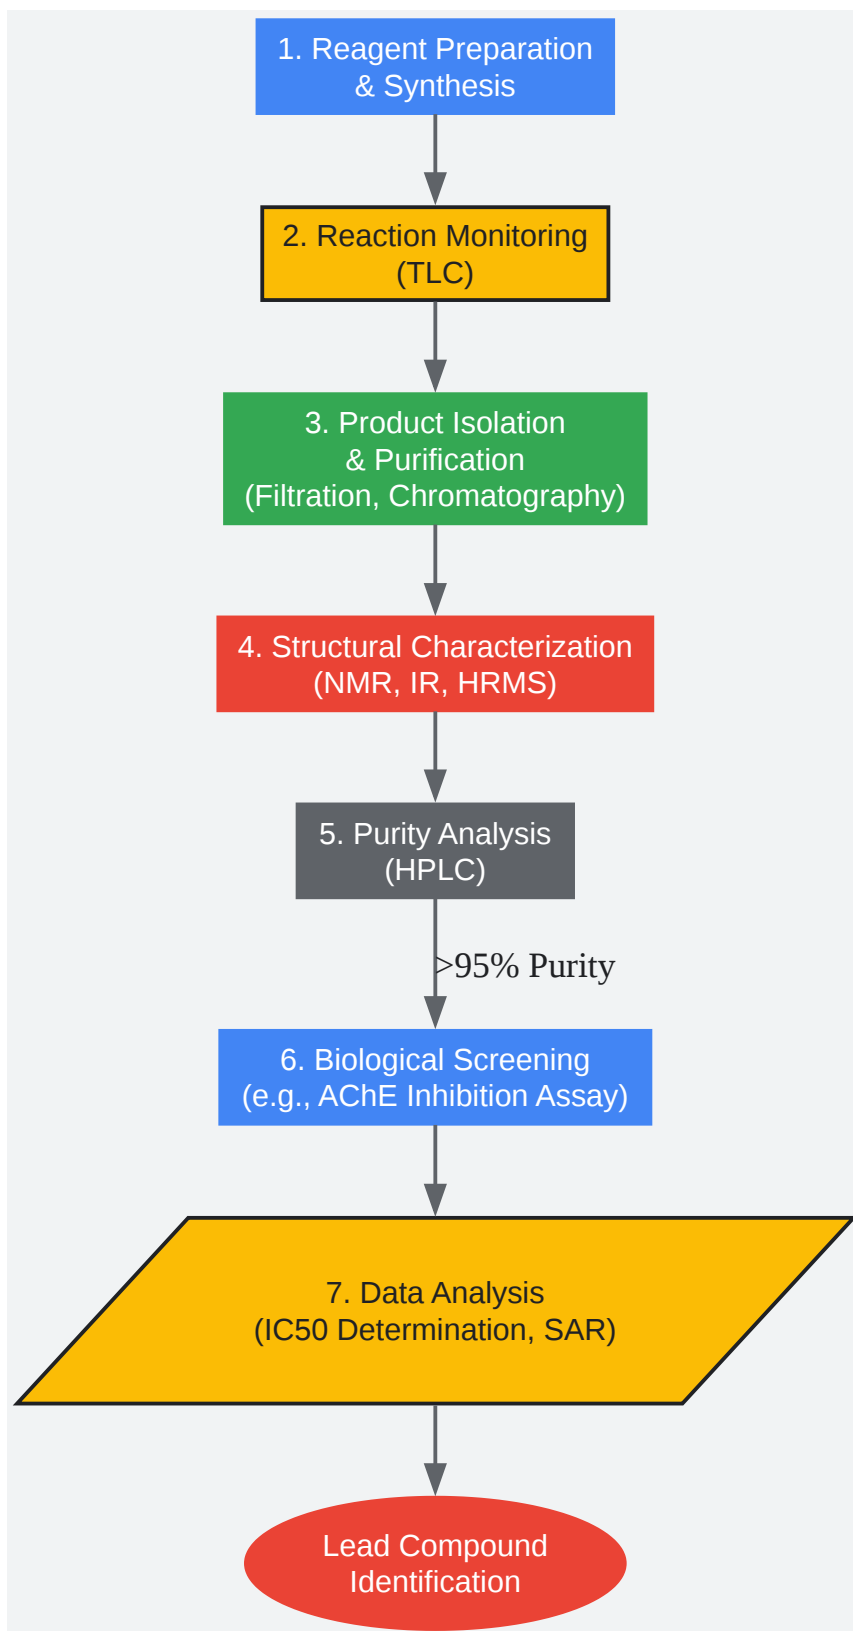 1. Reagent Preparation
& Synthesis
2. Reaction Monitoring
(TLC)
3. Product Isolation
& Purification
(Filtration, Chromatography)
4. Structural Characterization
(NMR, IR, HRMS)
5. Purity Analysis
(HPLC)
>95% Purity
6. Biological Screening
(e.g., AChE Inhibition Assay)
7. Data Analysis
(IC50 Determination, SAR)
Lead Compound
Identification